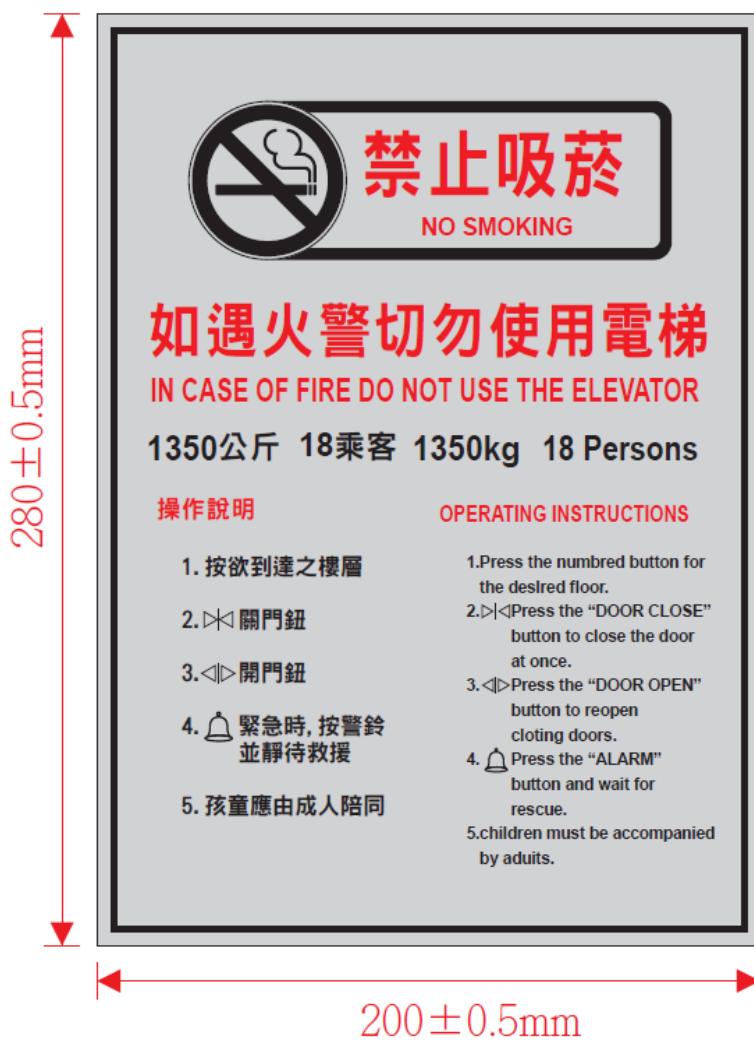 禁止吸菸
NO SMOKING
如遇火警切勿使用電梯
IN CASE OF FIRE DO NOT USE THE ELEVATOR
1350公斤 18乘客 1350kg 18 Persons
操作說明
1. 按欲到達之樓層
2. 關門鈕
3. 開門鈕
4. 緊急時, 按警鈴
並靜待救援
5. 孩童應由成人陪同
OPERATING INSTRUCTIONS
1.Press the numbred button for
the deslred floor.
2. Press the “DOOR CLOSE”
button to close the door
at once.
3. Press the “DOOR OPEN”
button to reopen
cloting doors.
4. Press the “ALARM”
button and wait for
rescue.
5.children must be accompanied
by aduits.
280±0.5mm
200±0.5mm